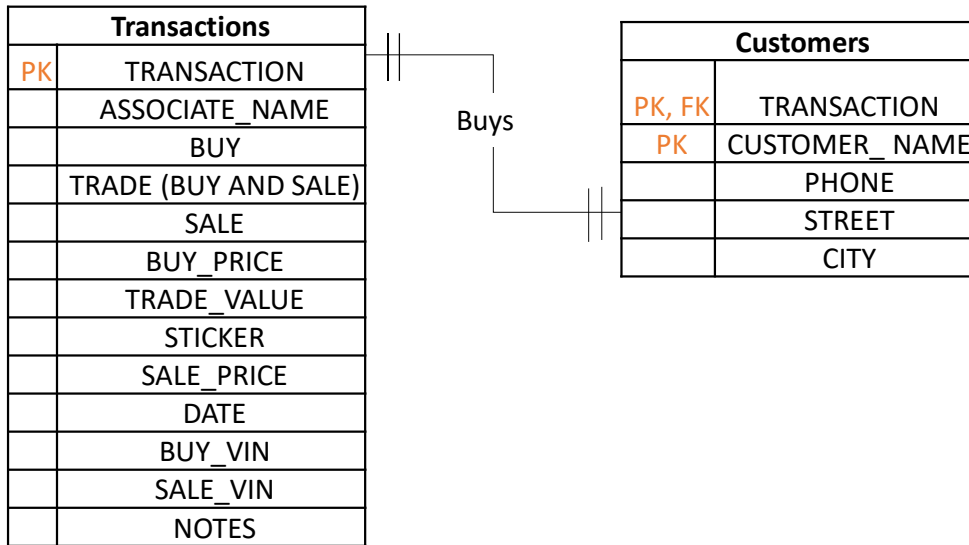 Transactions
PK TRANSACTION
ASSOCIATE_NAME
BUY
TRADE (BUY AND SALE)
SALE
BUY_PRICE
TRADE_VALUE
STICKER
SALE_PRICE
DATE
BUY_VIN
SALE_VIN
NOTES
Buys
Customers
PK, FK TRANSACTION
PK CUSTOMER_ NAME
PHONE
STREET
CITY